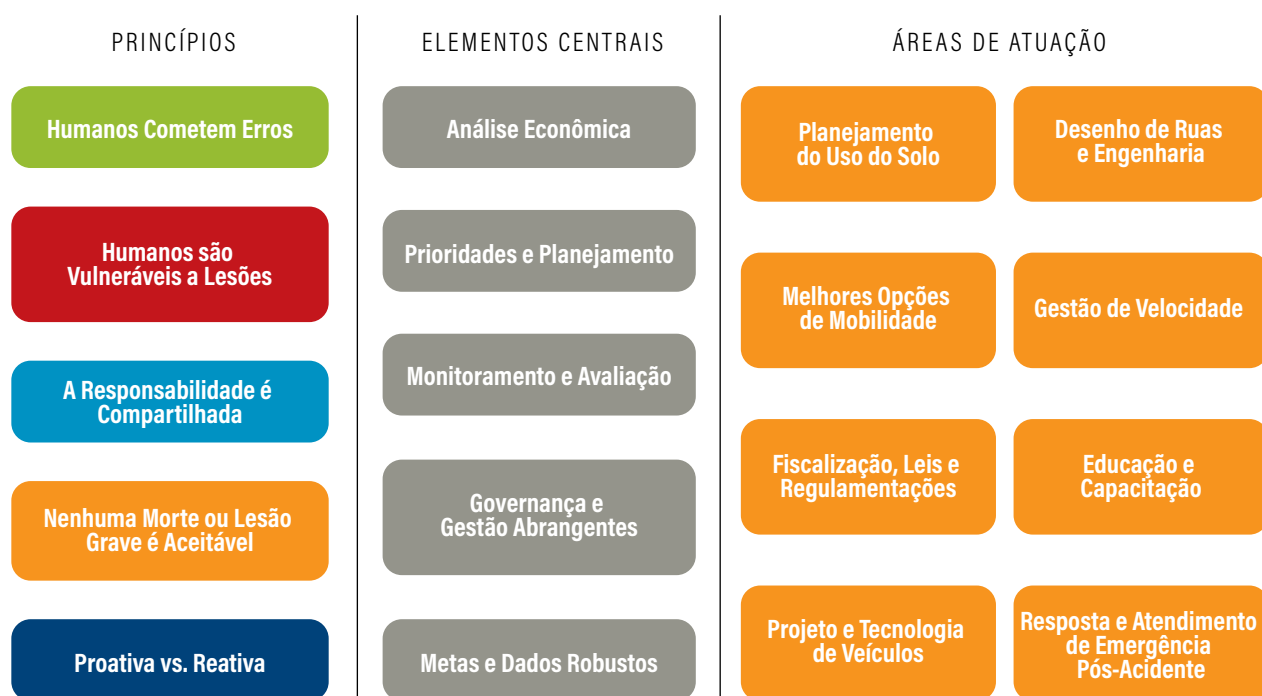 PRINCÍPIOS
Humanos Cometem Erros
Humanos são
Vulneráveis a Lesões
A Responsabilidade é
Compartilhada
Nenhuma Morte ou Lesão
Grave é Aceitável
Proativa vs. Reativa
ELEMENTOS CENTRAIS
Análise Econômica
Prioridades e Planejamento
Monitoramento e Avaliação
Governança e
Gestão Abrangentes
Metas e Dados Robustos
ÁREAS DE ATUAÇÃO
Planejamento
do Uso do Solo
Desenho de Ruas
e Engenharia
Melhores Opções
de Mobilidade
Gestão de Velocidade
Fiscalização, Leis e
Regulamentações
Educação e
Capacitação
Projeto e Tecnologia
de Veículos
Resposta e Atendimento
de Emergência
Pós-Acidente